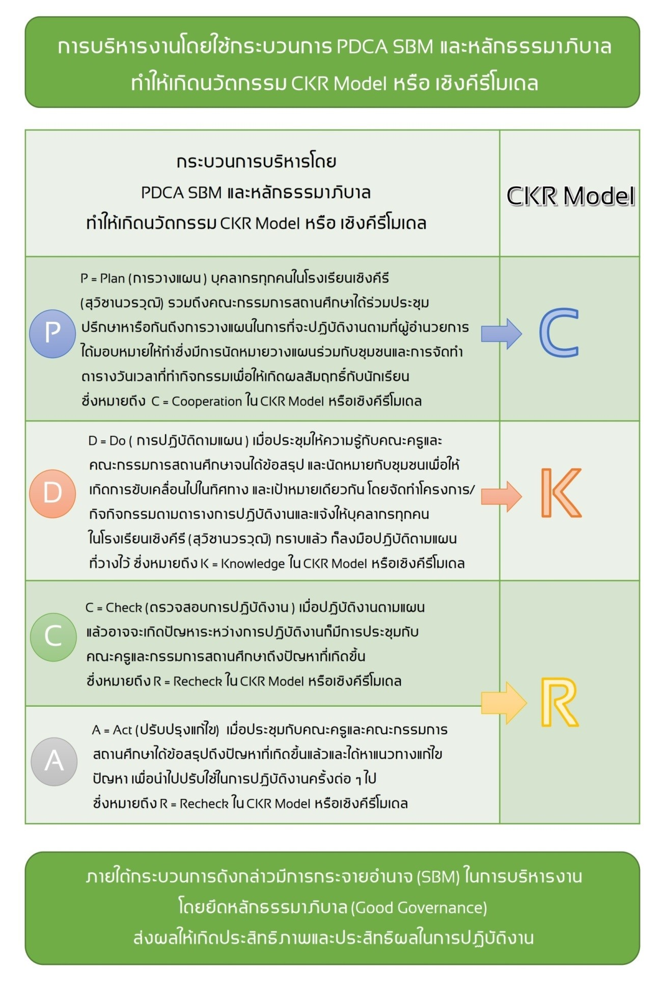 การบริหารงานโดยใช้กระบวนการ PDCA SBM และหลักธรรมาภิบาล
ทำให้เกิดนวัตกรรม CKR Model หรือ เชิงคีรีโมเดล
กระบวนการบริหารโดย
PDCA SBM และหลักธรรมาภิบาล
ทำให้เกิดนวัตกรรม CKR Model หรือ เชิงคีรีโมเดล
CKR Model
P
P = Plan (การวางแผน) บุคลากรทุกคนในโรงเรียนเชิงคีรี
(สุวิชานวรวุฒิ) รวมถึงคณะกรรมการสถานศึกษาได้ร่วมประชุม
ปรึกษาหารือกันถึงการวางแผนในการที่จะปฏิบัติงานตามที่ผู้อำนวยการ
ได้มอบหมายให้ทำซึ่งมีการนัดหมายวางแผนร่วมกับชุมชนและการจัดทำ
ตารางวันเวลาที่ทำกิจกรรมเพื่อให้เกิดผลสัมฤทธิ์กับนักเรียน
ซึ่งหมายถึง C = Cooperation ใน CKR Model หรือเชิงคีรีโมเดล
C
D
D = Do ( การปฏิบัติตามแผน ) เมื่อประชุมให้ความรู้กับคณะครูและ
คณะกรรมการสถานศึกษาจนได้ข้อสรุป และนัดหมายกับชุมชนเพื่อให้
เกิดการขับเคลื่อนไปในทิศทาง และเป้าหมายเดียวกัน โดยจัดทำโครงการ/
กิจกิจกรรมตามตารางการปฏิบัติงานและแจ้งให้บุคลากรทุกคน
ในโรงเรียนเชิงคีรี (สุวิชานวรวุฒิ) ทราบแล้ว ก็ลงมือปฏิบัติตามแผน
ที่วางไว้ ซึ่งหมายถึง K = Knowledge ใน CKR Model หรือเชิงคีรีโมเดล
K
C
C = Check (ตรวจสอบการปฏิบัติงาน ) เมื่อปฏิบัติงานตามแผน
แล้วอาจจะเกิดปัญหาระหว่างการปฏิบัติงานก็มีการประชุมกับ
คณะครูและกรรมการสถานศึกษาถึงปัญหาที่เกิดขึ้น
ซึ่งหมายถึง R = Recheck ใน CKR Model หรือเชิงคีรีโมเดล
R
A
A = Act (ปรับปรุงแก้ไข) เมื่อประชุมกับคณะครูและคณะกรรมการ
สถานศึกษาได้ข้อสรุปถึงปัญหาที่เกิดขึ้นแล้วและได้หาแนวทางแก้ไข
ปัญหา เพื่อนำไปปรับใช้ในการปฏิบัติงานครั้งต่อ ๆ ไป
ซึ่งหมายถึง R = Recheck ใน CKR Model หรือเชิงคีรีโมเดล
ภายใต้กระบวนการดังกล่าวมีการกระจายอำนาจ (SBM) ในการบริหารงาน
โดยยึดหลักธรรมาภิบาล (Good Governance)
ส่งผลให้เกิดประสิทธิภาพและประสิทธิผลในการปฏิบัติงาน